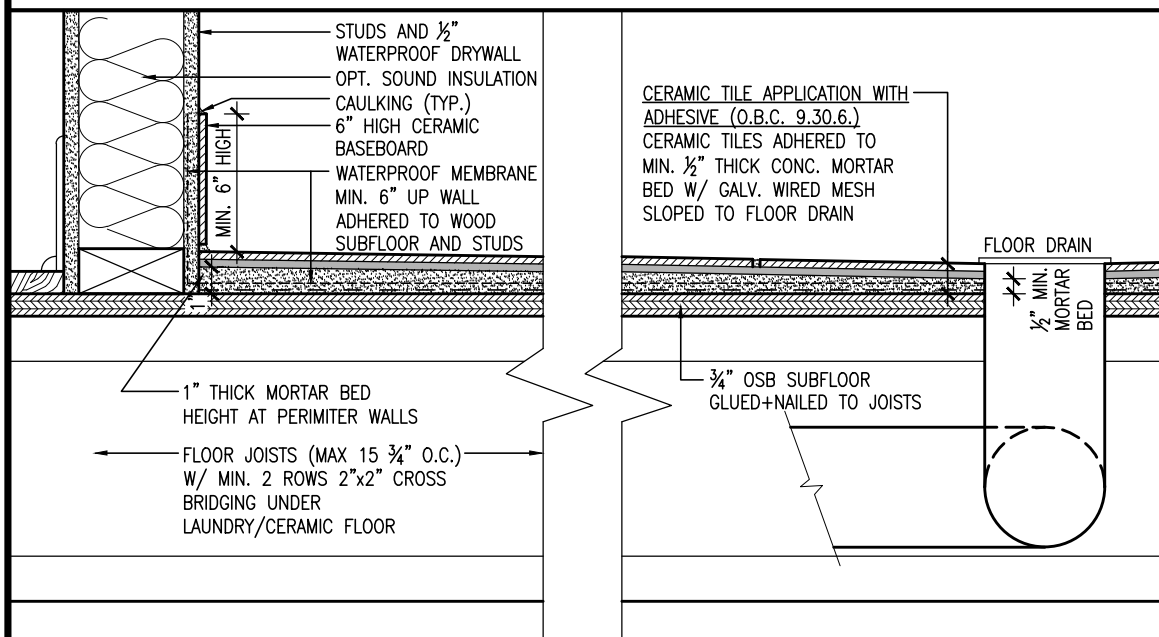 STUDS AND ½"
WATERPROOF DRYWALL
OPT. SOUND INSULATION
CAULKING (TYP.)
6" HIGH CERAMIC
BASEBOARD
WATERPROOF MEMBRANE
MIN. 6" UP WALL
ADHERED TO WOOD
SUBFLOOR AND STUDS
MIN. 6" HIGH
1"
1" THICK MORTAR BED
HEIGHT AT PERIMITER WALLS
FLOOR JOISTS (MAX 15 ¾" O.C.)
W/ MIN. 2 ROWS 2"x2" CROSS
BRIDGING UNDER
LAUNDRY/CERAMIC FLOOR
CERAMIC TILE APPLICATION WITH
ADHESIVE (O.B.C. 9.30.6.)
CERAMIC TILES ADHERED TO
MIN. ½" THICK CONC. MORTAR
BED W/ GALV. WIRED MESH
SLOPED TO FLOOR DRAIN
FLOOR DRAIN
½" MIN.
MORTAR
BED
¾" OSB SUBFLOOR
GLUED+NAILED TO JOISTS